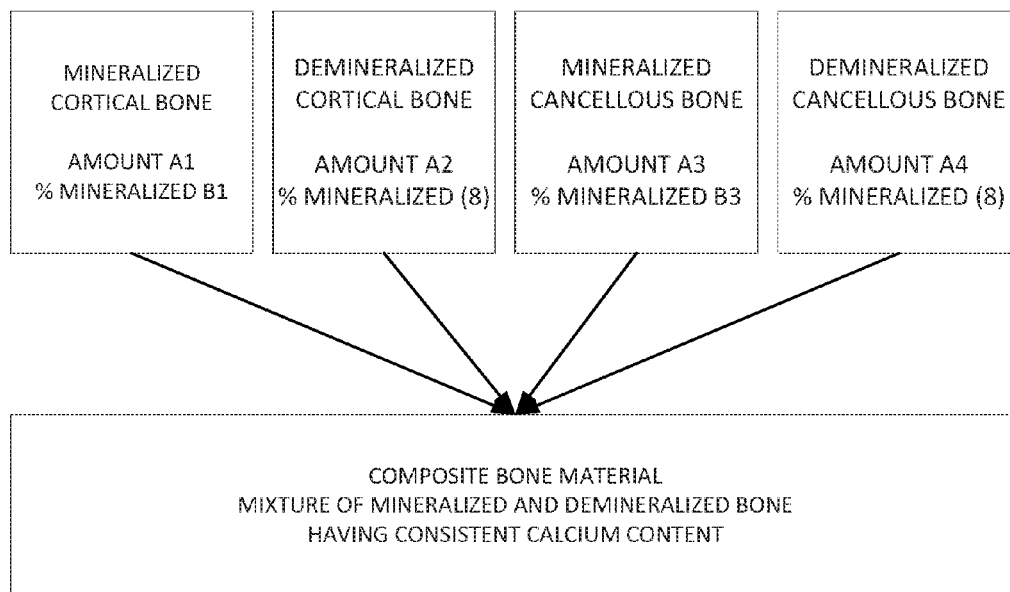 MINERALIZED
CORTICAL BONE
AMOUNT A1
% MINERALIZED B1
DEMINERALIZED
CORTICAL BONE
AMOUNT A2
% MINERALIZED (8)
MINERALIZED
CANCELLOUS BONE
AMOUNT A3
% MINERALIZED B3
DEMINERALIZED
CANCELLOUS BONE
AMOUNT A4
% MINERALIZED (8)
COMPOSITE BONE MATERIAL
MIXTURE OF MINERALIZED AND DEMINERALIZED BONE
HAVING CONSISTENT CALCIUM CONTENT